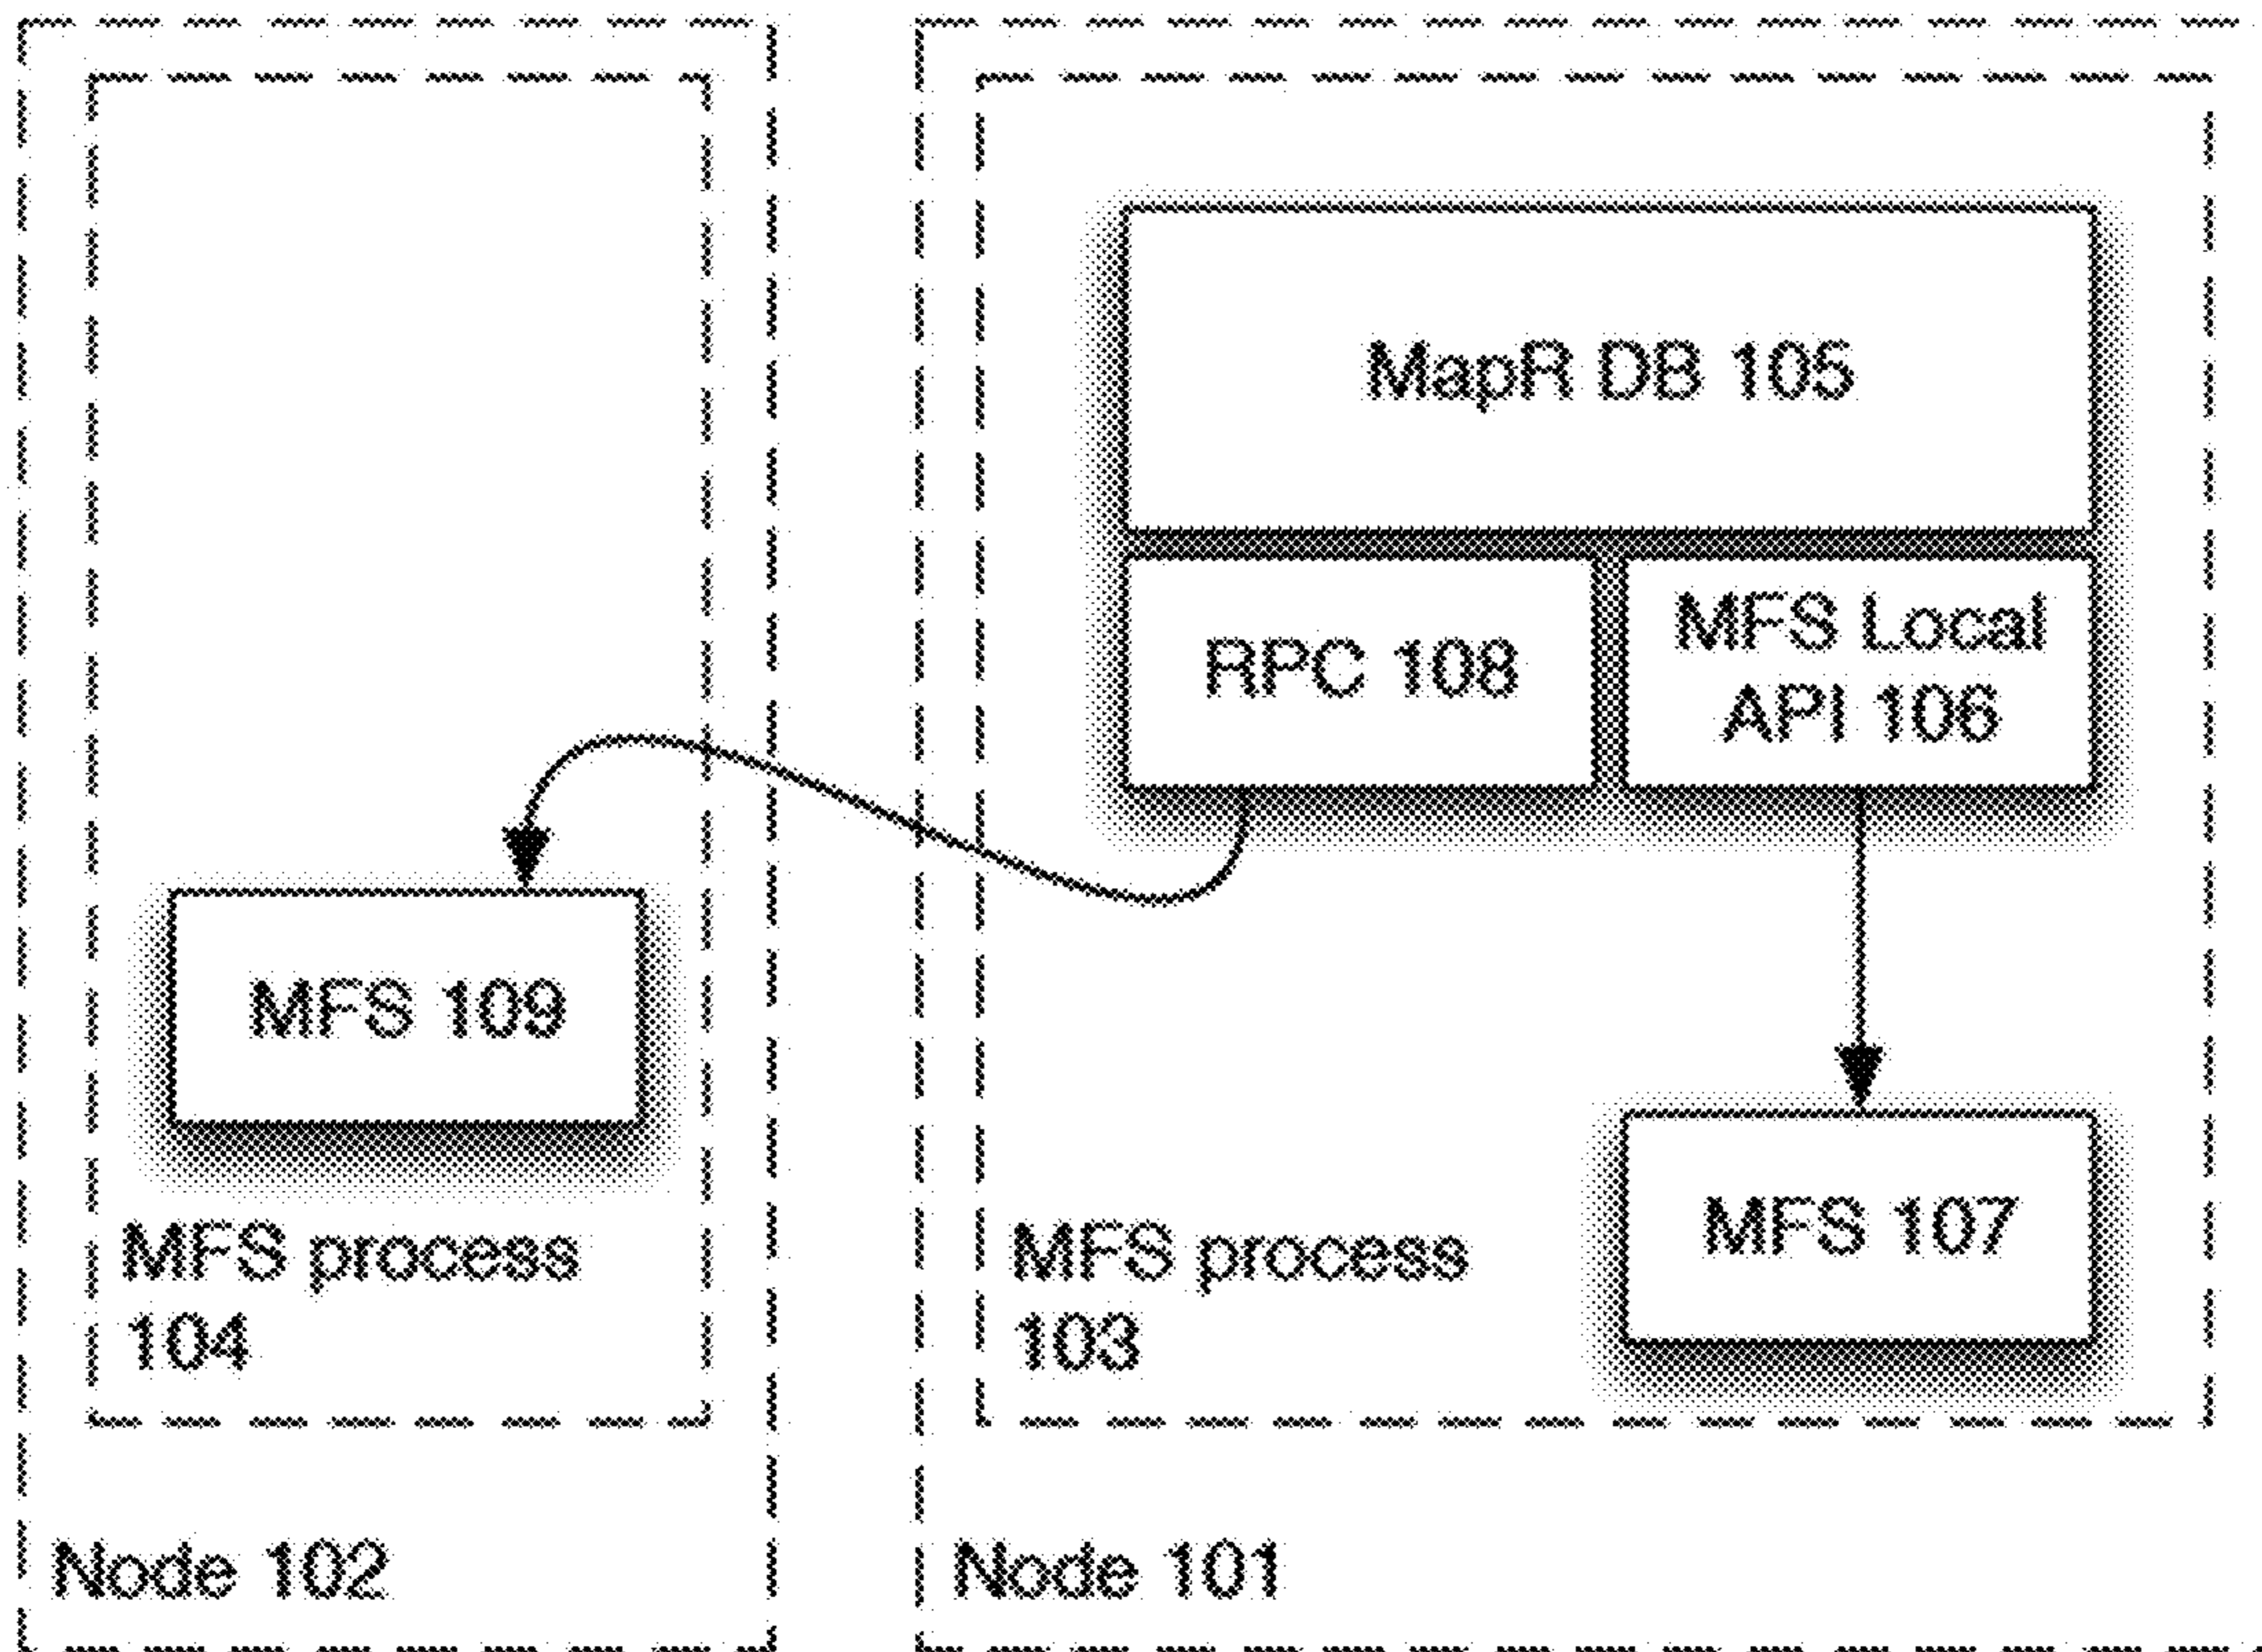 MapR DB 105
RPC 108
MFS Local
API 106
MFS 109
MFS 107
MFS process
104
MFS process
103
Node 102
Node 101